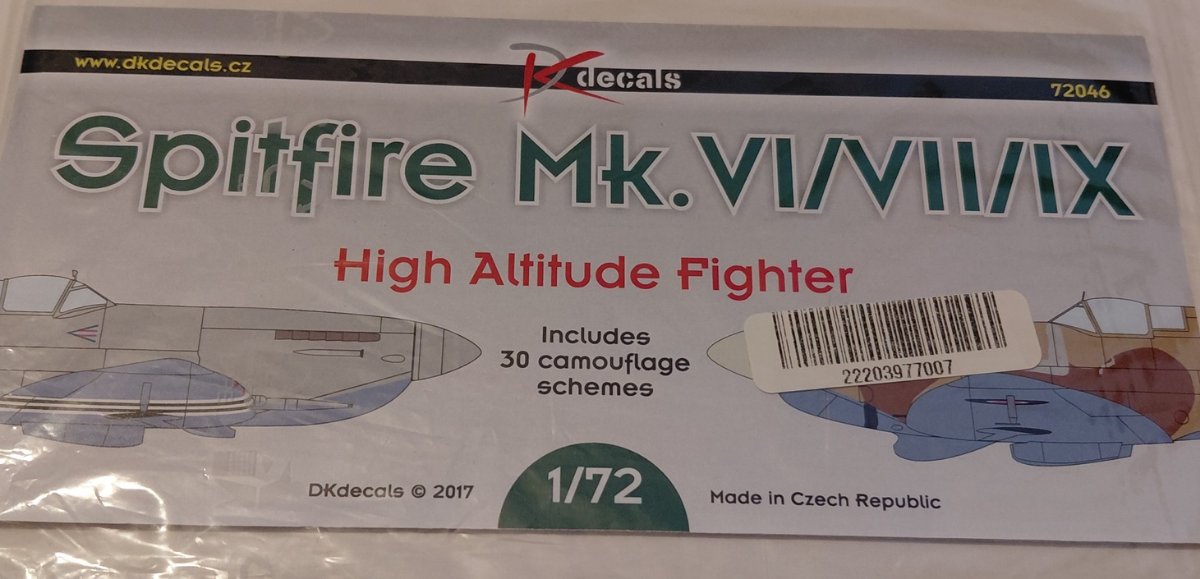 www.dkdecals.cz
DK decals
72046
Spitfire Mk. VI/VII/IX
High Altitude Fighter
Includes
30 camouflage
schemes
22203977007
DKdecals © 2017
1/72
Made in Czech Republic